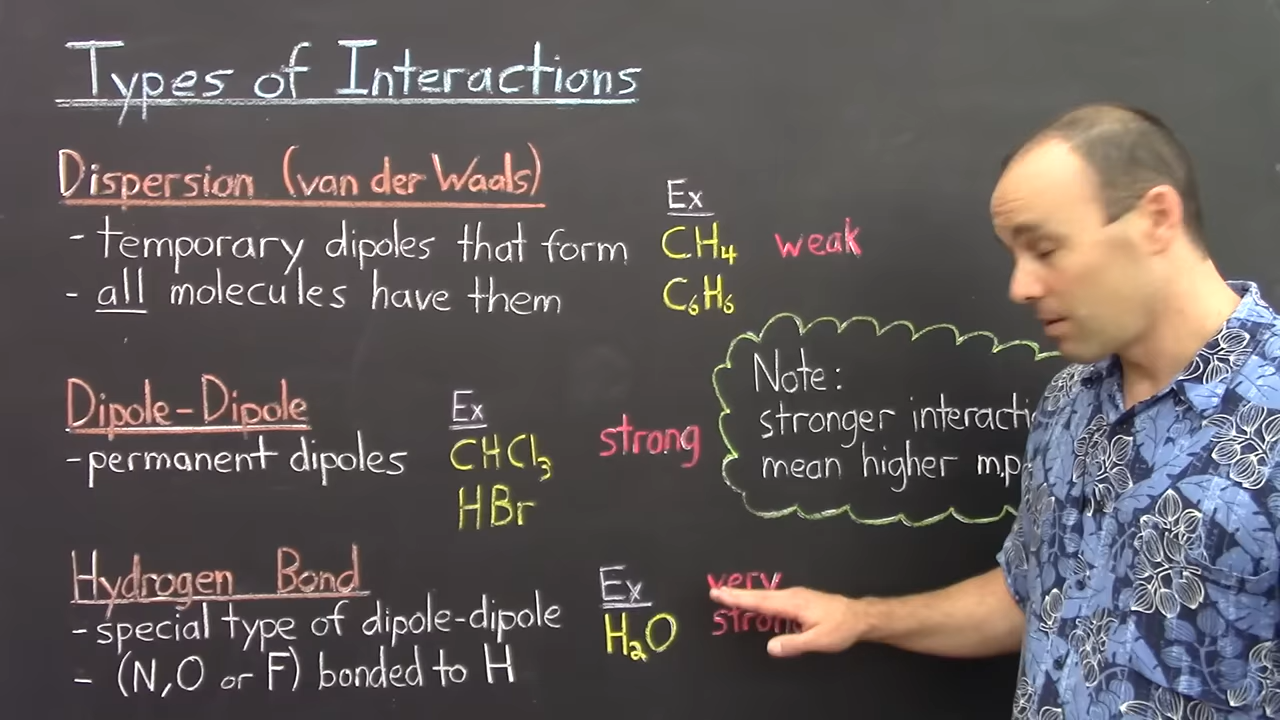 Types of Interactions
Dispersion (van der Waals)
- temporary dipoles that form
- all molecules have them
Ex
CH₄
C₆H₆
weak
Dipole-Dipole
-permanent dipoles
Ex
CHCl₃
HBr
strong
Note:
stronger
mean higher m.p.
Hydrogen Bond
-special type of dipole-dipole
- (N,O or F) bonded to H
Ex
H₂O
very
strong